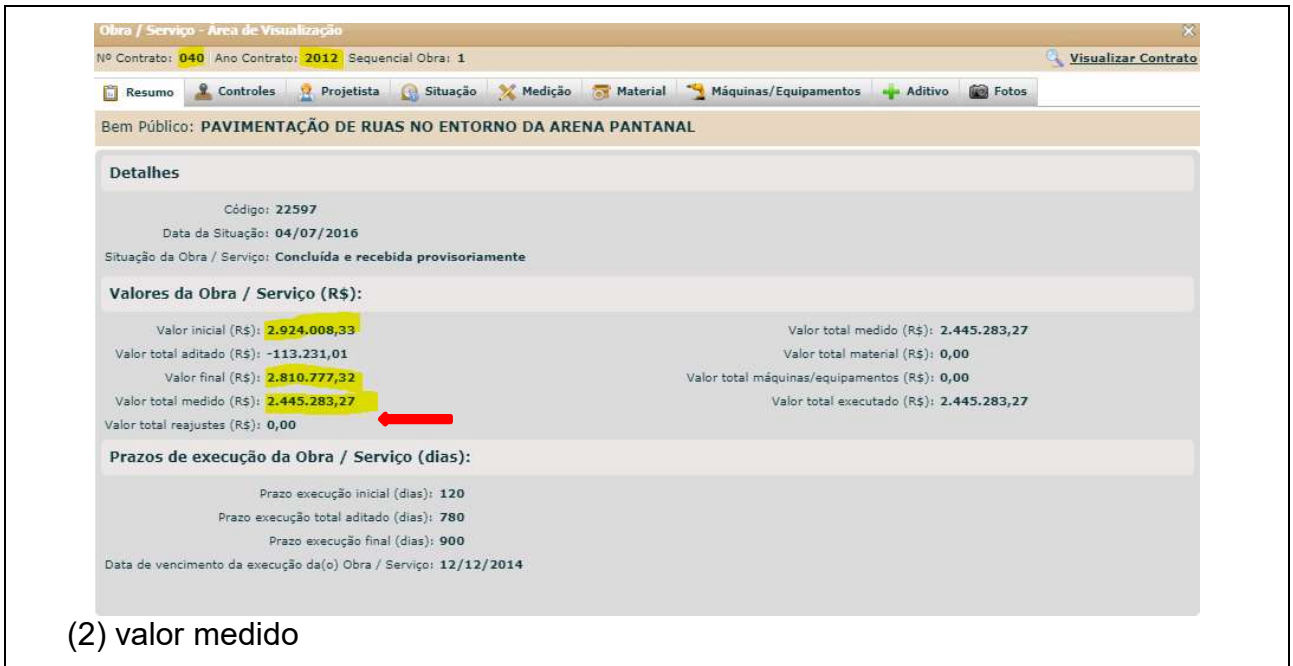 Obra / Serviço - Área de Visualização
Nº Contrato: 040 Ano Contrato: 2012 Sequencial Obra: 1 Visualizar Contrato
Resumo Controles Projetista Situação Medição Material Máquinas/Equipamentos Aditivo Fotos
Bem Público: PAVIMENTAÇÃO DE RUAS NO ENTORNO DA ARENA PANTANAL
Detalhes
Código: 22597
Data da Situação: 04/07/2016
Situação da Obra / Serviço: Concluída e recebida provisoriamente
Valores da Obra / Serviço (R$):
Valor inicial (R$): 2.924.008,33 Valor total medido (R$): 2.445.283,27
Valor total aditado (R$): -113.231,01 Valor total material (R$): 0,00
Valor final (R$): 2.810.777,32 Valor total máquinas/equipamentos (R$): 0,00
Valor total medido (R$): 2.445.283,27 Valor total executado (R$): 2.445.283,27
Valor total reajustes (R$): 0,00
Prazos de execução da Obra / Serviço (dias):
Prazo execução inicial (dias): 120
Prazo execução total aditado (dias): 780
Prazo execução final (dias): 900
Data de vencimento da execução da(o) Obra / Serviço: 12/12/2014
(2) valor medido